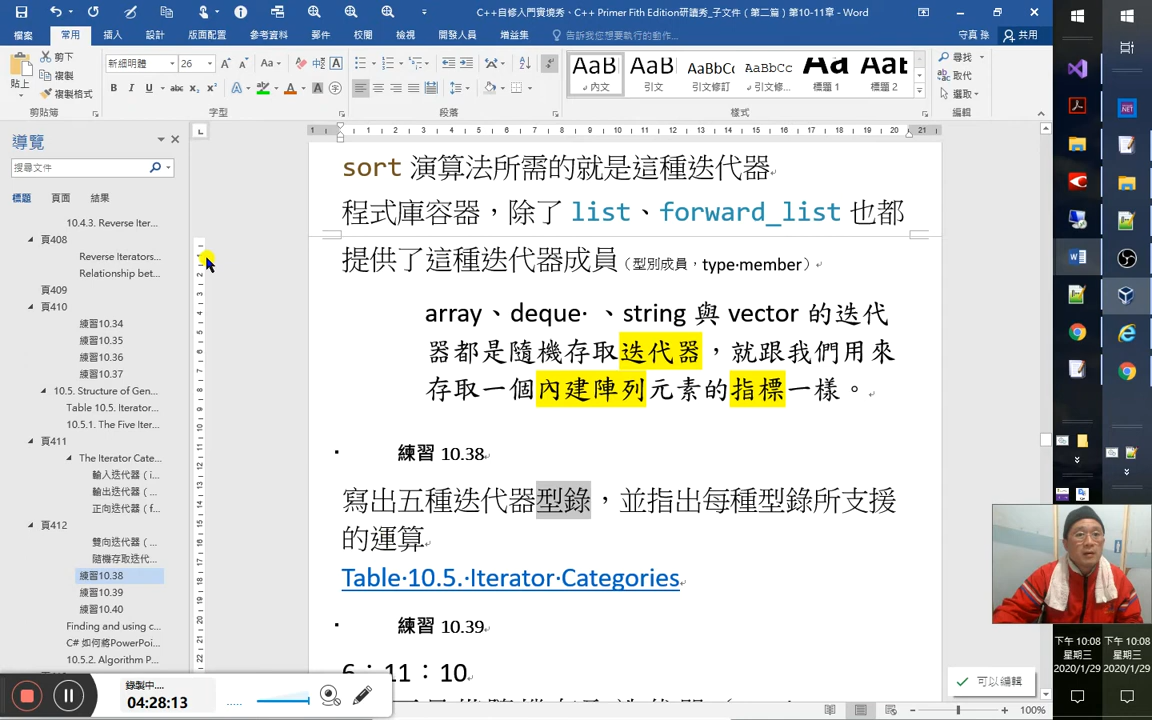 C++自修入門實境秀、C++ Primer Fith Edition研讀秀_子文件（第二篇）第10-11章 - Word
檔案
常用
插入
設計
版面配置
參考資料
郵件
校閱
檢視
開發人員
增益集
告訴我您想要執行的動作...
守真 孫
共用
貼上
剪下
複製
複製格式
剪貼簿
新細明體
26
字型
段落
AaB
AaB
AaBbC
AaBbC
AaB
AaB
內文
引文
引文修訂
引文修...
標題 1
標題 2
樣式
尋找
取代
選取
編輯
導覽
搜尋文件
標題
頁面
結果
10.4.3. Reverse Iter...
頁408
Reverse Iterators...
Relationship bet...
頁409
頁410
練習10.34
練習10.35
練習10.36
練習10.37
10.5. Structure of Gen...
Table 10.5. Iterator...
10.5.1. The Five Iter...
頁411
The Iterator Cate...
輸入迭代器（i...
輸出迭代器（...
正向迭代器（f...
頁412
雙向迭代器（...
隨機存取迭代...
練習10.38
練習10.39
練習10.40
Finding and using c...
C# 如何將PowerPoi...
10.5.2. Algorithm P...
sort 演算法所需的就是這種迭代器
程式庫容器，除了 list、forward_list 也都
提供了這種迭代器成員（型別成員，type·member）
array、deque· 、string 與 vector 的迭代
器都是隨機存取迭代器，就跟我們用來
存取一個內建陣列元素的指標一樣。
練習 10.38
寫出五種迭代器型錄，並指出每種型錄所支援
的運算
Table·10.5.·Iterator·Categories
練習 10.39
6：11：10
錄製中....
04:28:13
可以編輯
100%
下午 10:08
星期三
2020/1/29
下午 10:08
星期三
2020/1/29